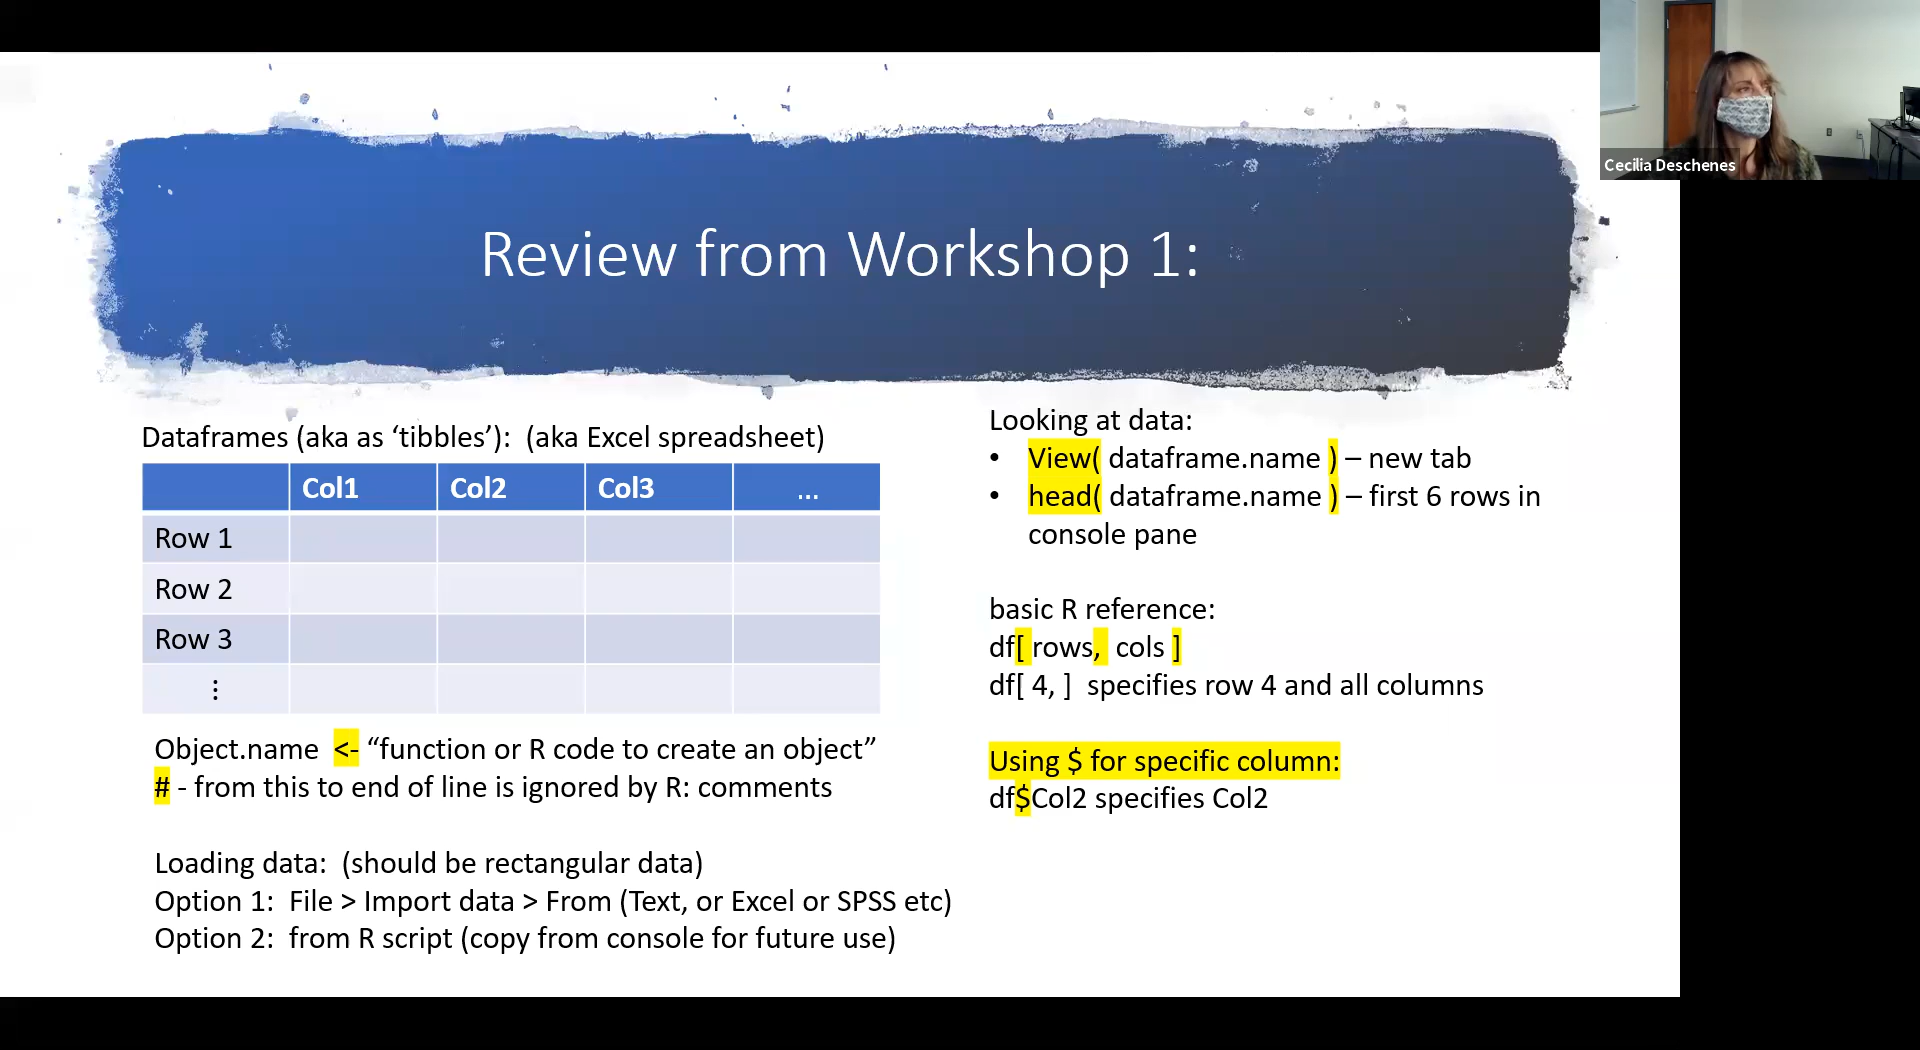 Cecilia Deschenes
Review from Workshop 1:
Dataframes (aka as ‘tibbles’):  (aka Excel spreadsheet)
Col1 Col2 Col3 ...
Row 1
Row 2
Row 3
⋮
Object.name  <- “function or R code to create an object”
# - from this to end of line is ignored by R: comments
Loading data:  (should be rectangular data)
Option 1:  File > Import data > From (Text, or Excel or SPSS etc)
Option 2:  from R script (copy from console for future use)
Looking at data:
• View( dataframe.name ) – new tab
• head( dataframe.name ) – first 6 rows in
console pane
basic R reference:
df[ rows,  cols ]
df[ 4, ]  specifies row 4 and all columns
Using $ for specific column:
df$Col2 specifies Col2